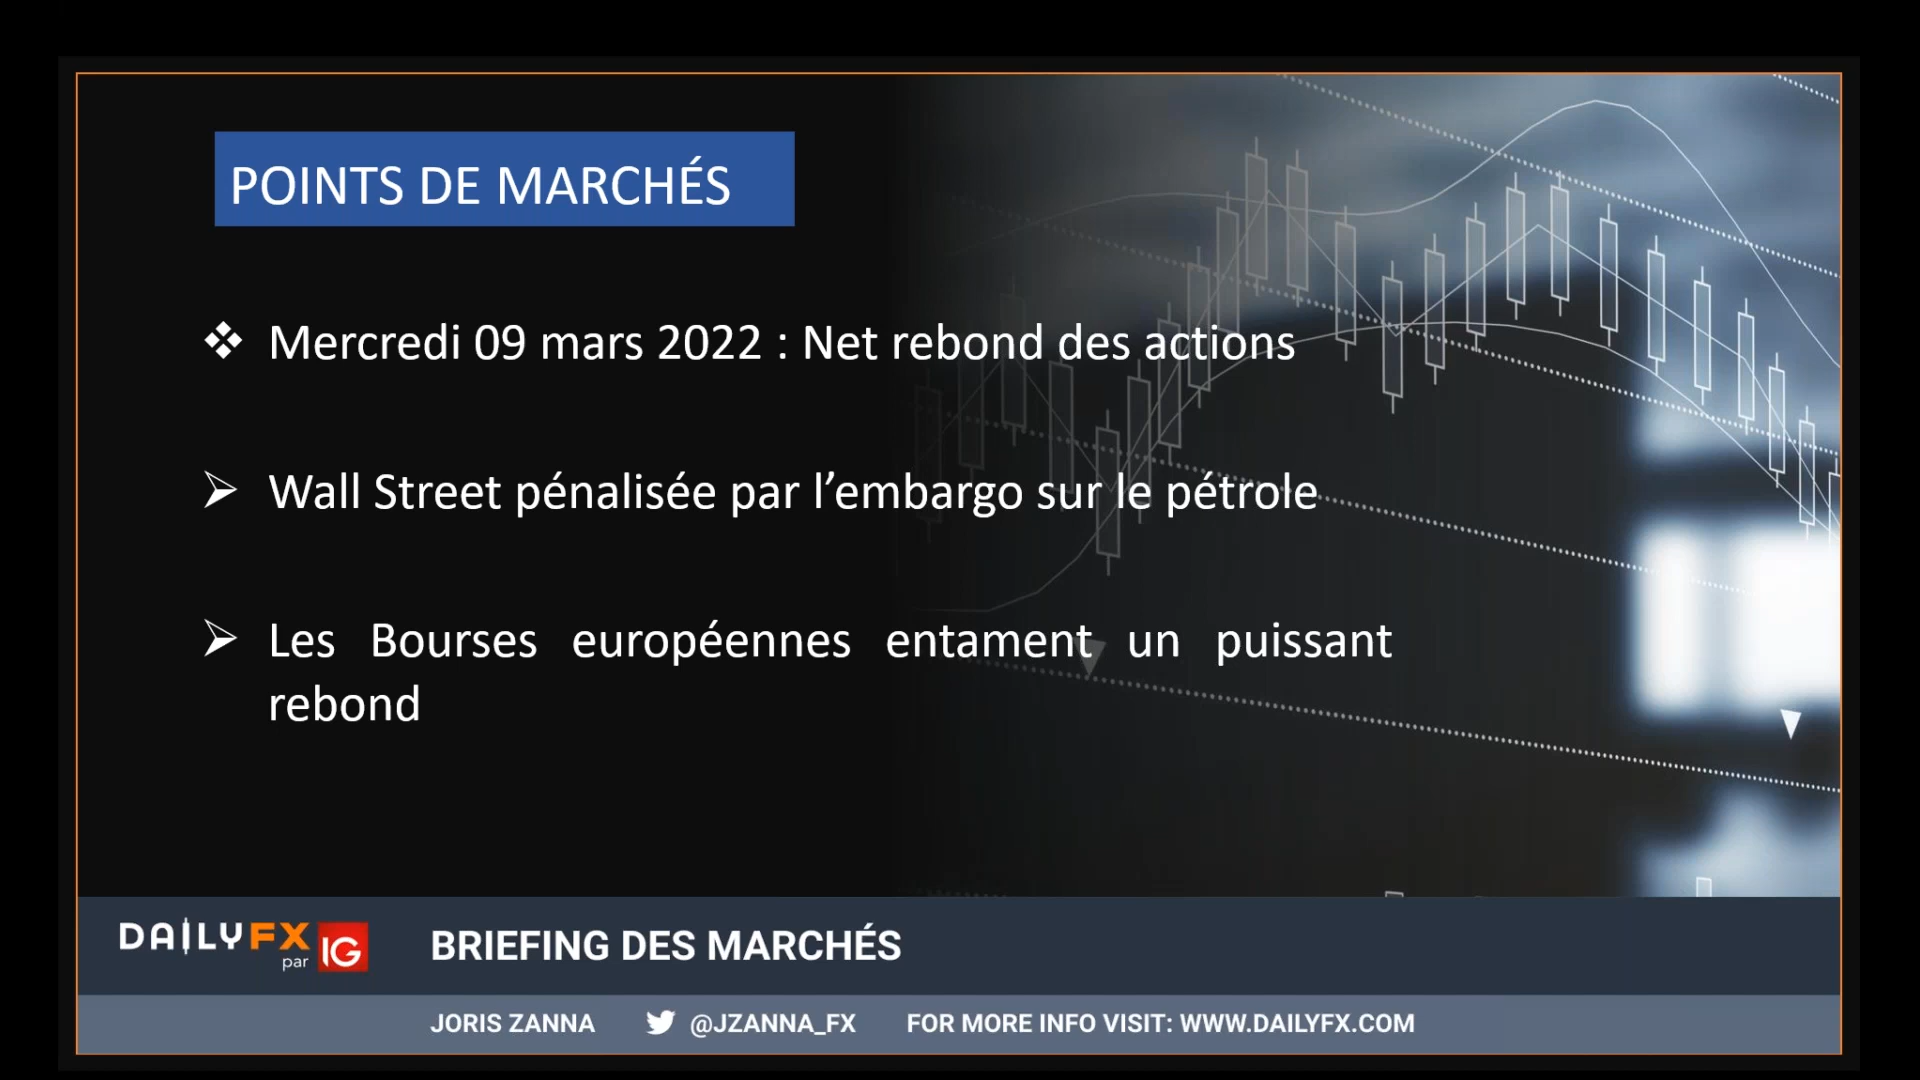 POINTS DE MARCHÉS
Mercredi 09 mars 2022 : Net rebond des actions
Wall Street pénalisée par l’embargo sur le pétrole
Les Bourses européennes entament un puissant
rebond
DAILYFX
par IG
BRIEFING DES MARCHÉS
JORIS ZANNA @JZANNA_FX FOR MORE INFO VISIT: WWW.DAILYFX.COM